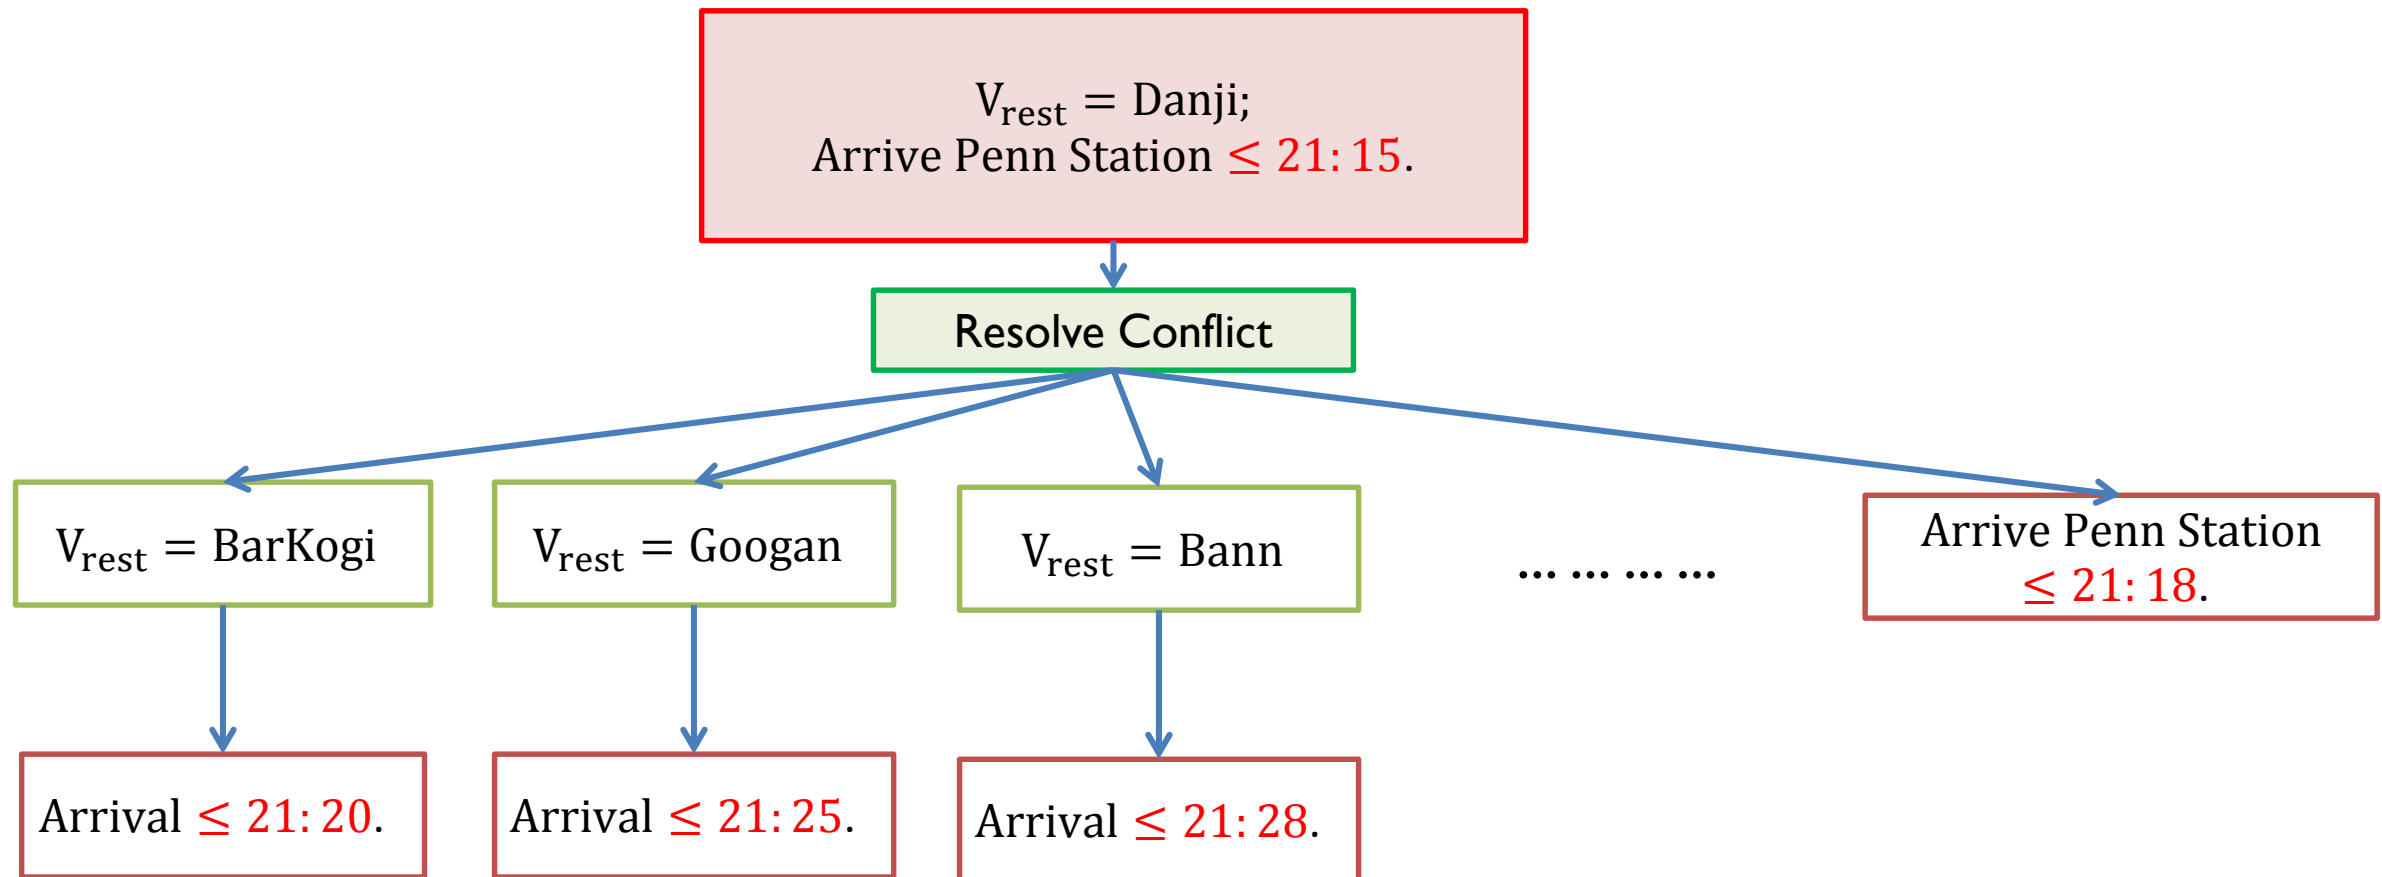 V_rest = Danji;
Arrive Penn Station ≤ 21: 15.
Resolve Conflict
V_rest = BarKogi
V_rest = Googan
V_rest = Bann
... ... ... ...
Arrive Penn Station
≤ 21: 18.
Arrival ≤ 21: 20.
Arrival ≤ 21: 25.
Arrival ≤ 21: 28.